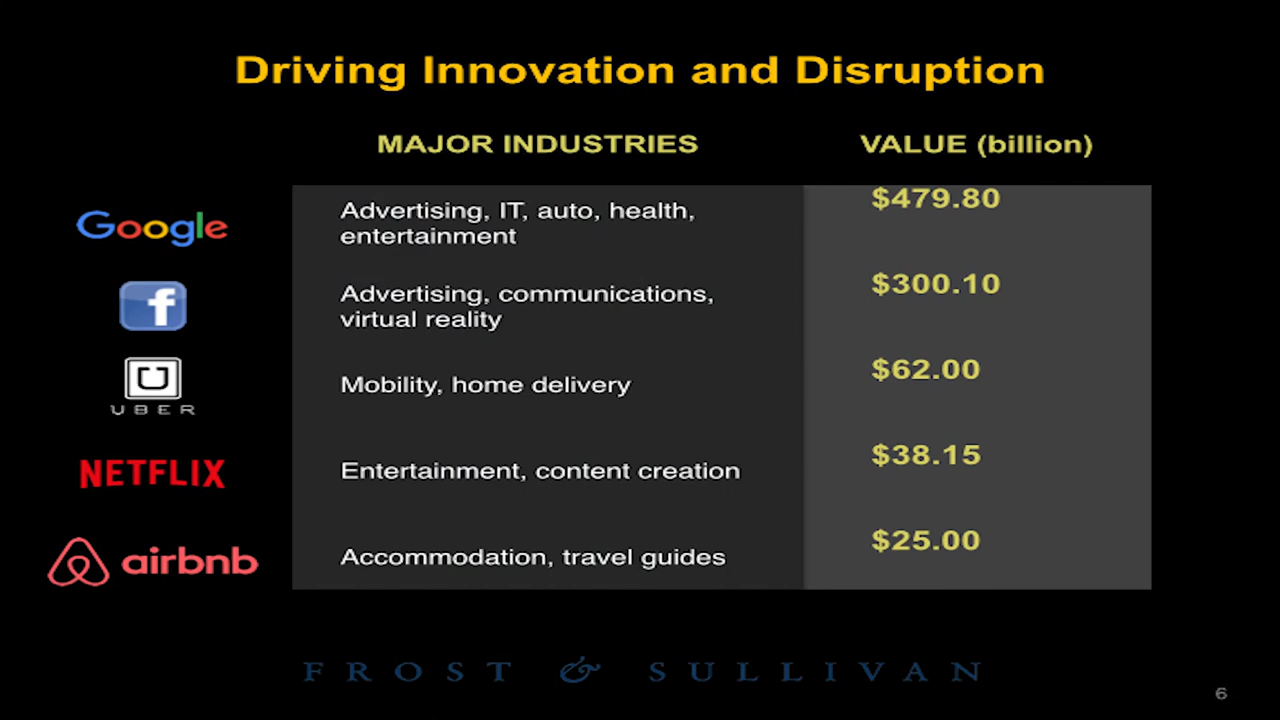 Driving Innovation and Disruption
MAJOR INDUSTRIES
VALUE (billion)
Google
Advertising, IT, auto, health,
entertainment
$479.80
f
Advertising, communications,
virtual reality
$300.10
UBER
Mobility, home delivery
$62.00
NETFLIX
Entertainment, content creation
$38.15
airbnb
Accommodation, travel guides
$25.00
FROST & SULLIVAN
6